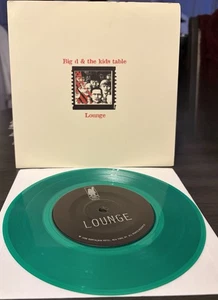 Big d & the kids table
Lounge
LOUNGE